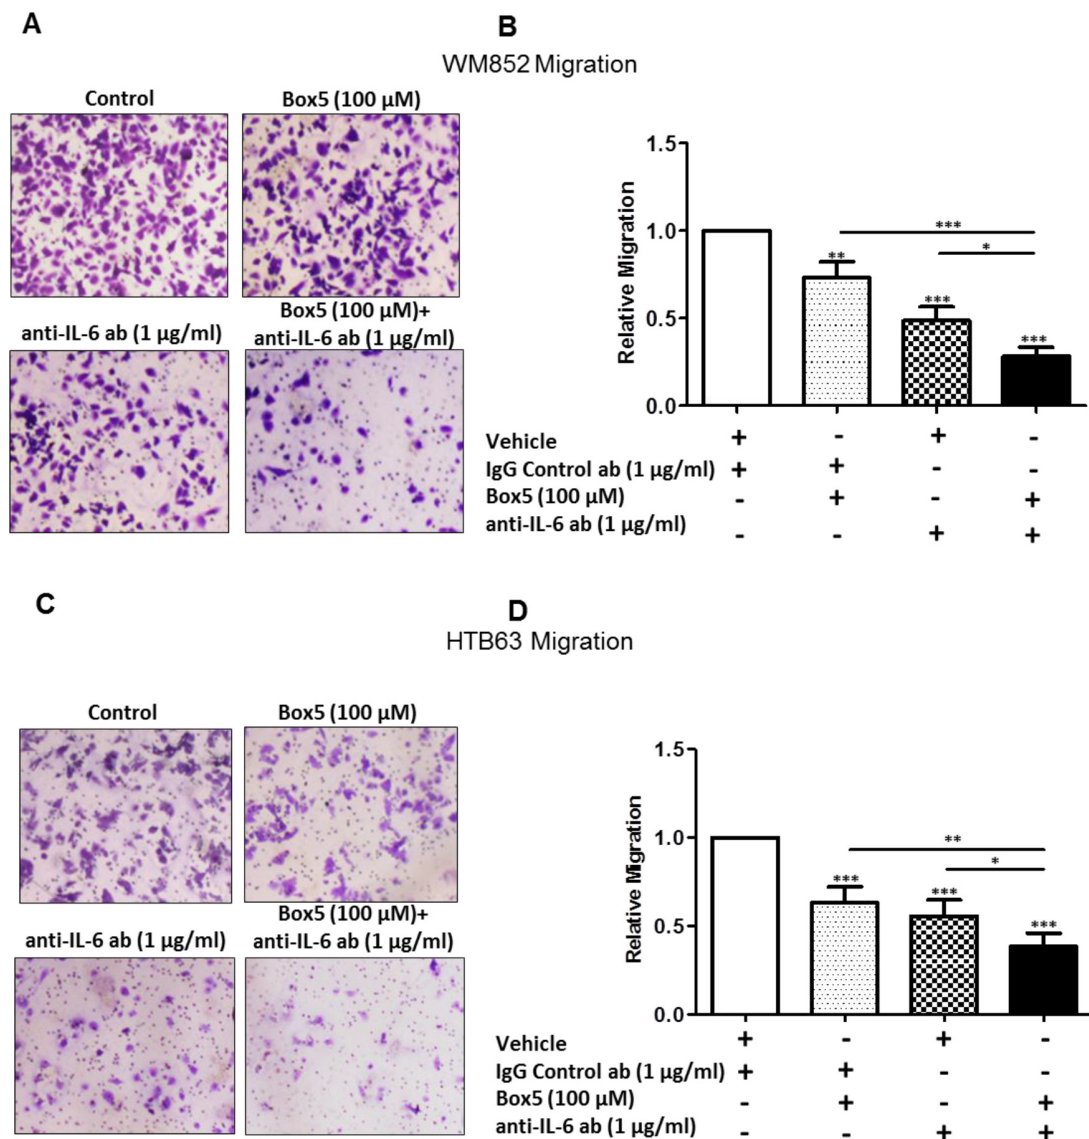 A
B
WM852 Migration
Control
Box5 (100 µM)
anti-IL-6 ab (1 µg/ml)
Box5 (100 µM)+
anti-IL-6 ab (1 µg/ml)
1.5
1.0
0.5
0.0
Relative Migration
***
*
**
***
***
Vehicle + - + -
IgG Control ab (1 µg/ml) + + - -
Box5 (100 µM) - + - +
anti-IL-6 ab (1 µg/ml) - - + +
C
D
HTB63 Migration
Control
Box5 (100 µM)
anti-IL-6 ab (1 µg/ml)
Box5 (100 µM)+
anti-IL-6 ab (1 µg/ml)
1.5
1.0
0.5
0.0
Relative Migration
**
*
***
***
***
Vehicle + - + -
IgG Control ab (1 µg/ml) + + - -
Box5 (100 µM) - + - +
anti-IL-6 ab (1 µg/ml) - - + +